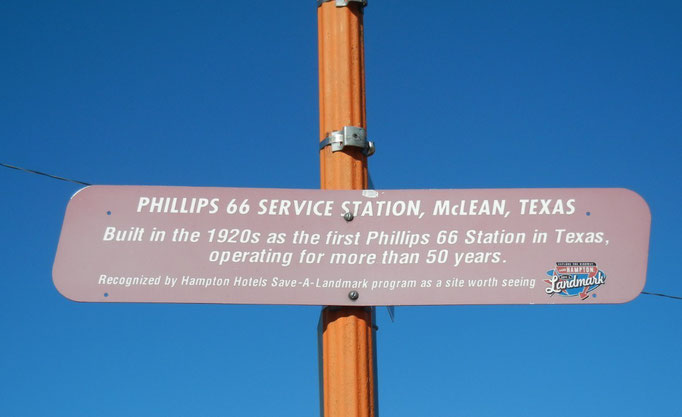 PHILLIPS 66 SERVICE STATION, McLEAN, TEXAS
Built in the 1920s as the first Phillips 66 Station in Texas,
operating for more than 50 years.
Recognized by Hampton Hotels Save-A-Landmark program as a site worth seeing
HAMPTON
Landmark